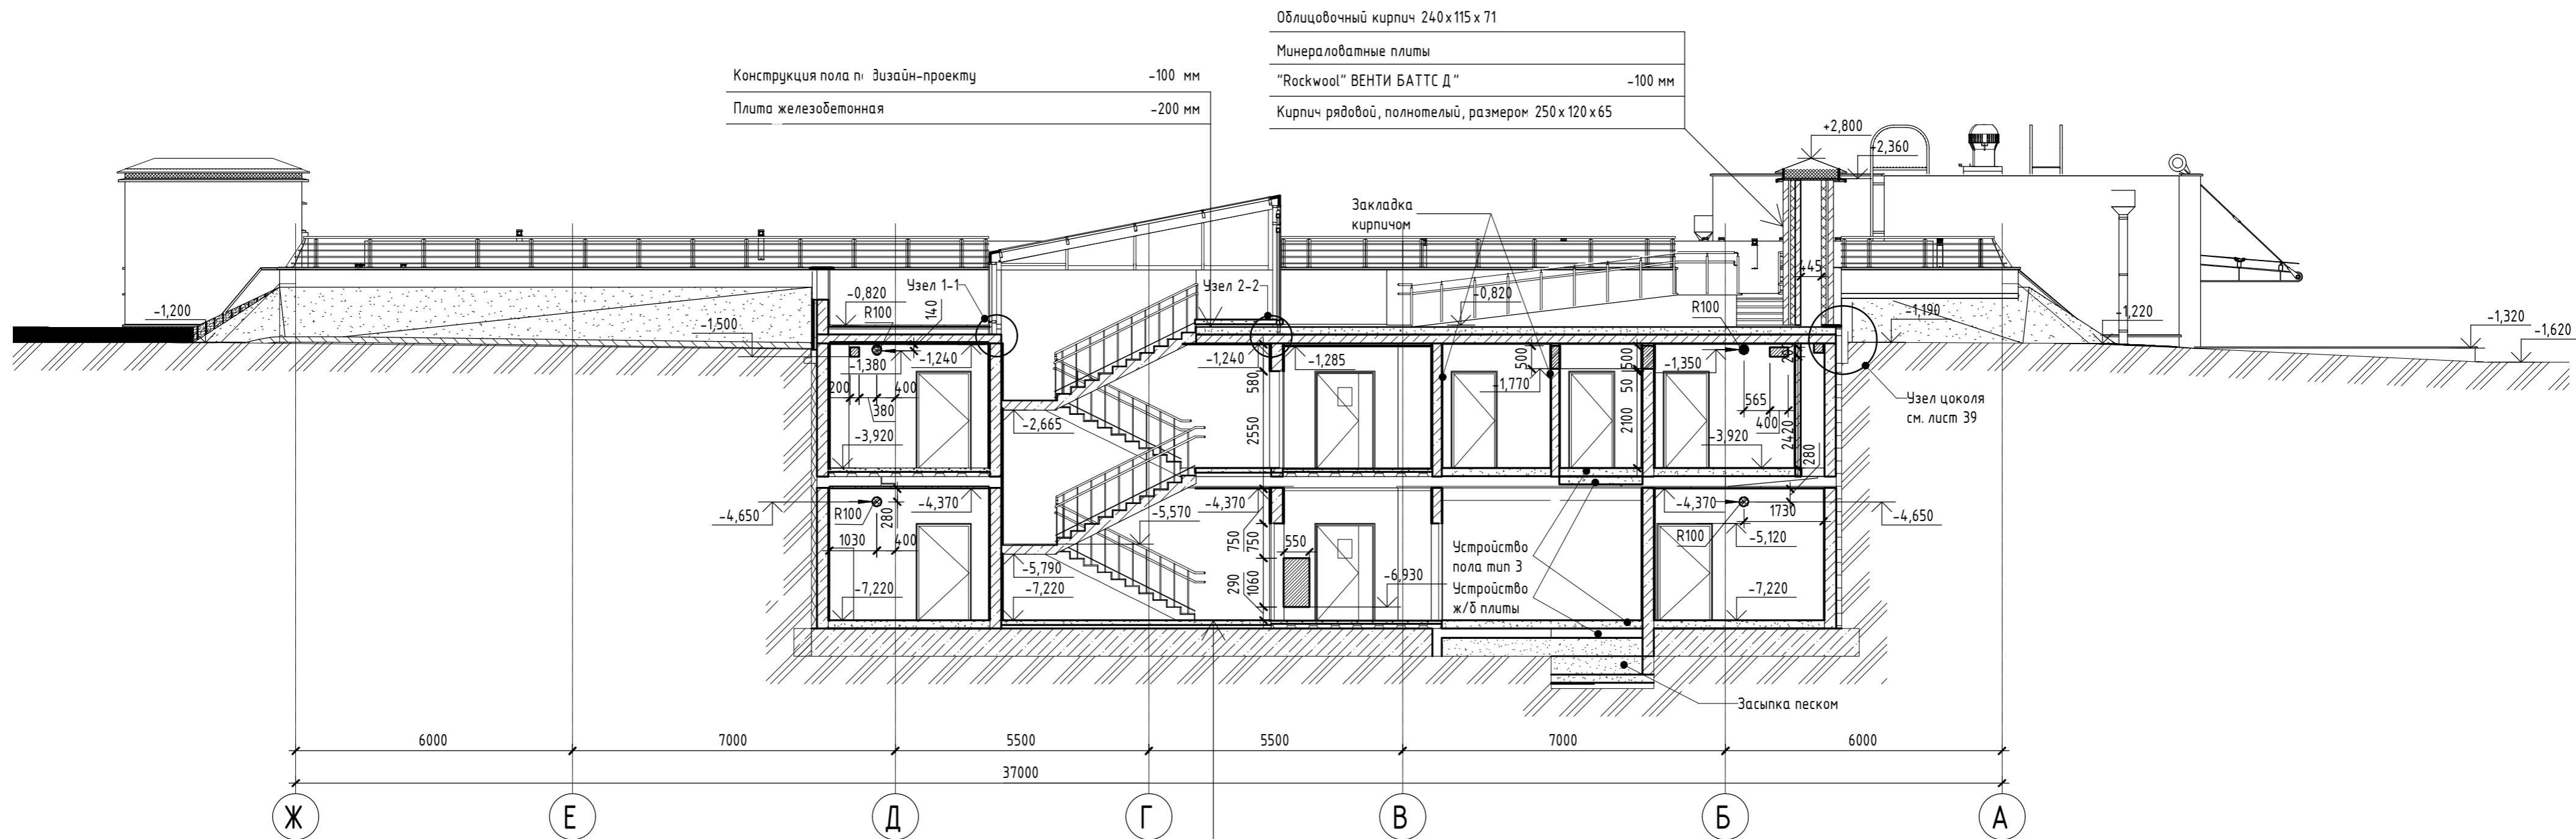 Облицовочный кирпич 240х115х71
Минераловатные плиты
"Rockwool" ВЕНТИ БАТТС Д" -100 мм
Кирпич рядовой, полнотелый, размером 250х120х65
Конструкция пола по дизайн-проекту -100 мм
Плита железобетонная -200 мм
+2,800
+2,360
Закладка
кирпичом
445
Узел 1-1
Узел 2-2
-0,820
R100
140
-0,820
R100
-1,200
-1,500
-1,190
-1,220
-1,320
-1,620
-1,380
-1,240
-1,240
-1,285
500
-1,770
500
-1,350
200
400
380
580
50
565
400
Узел цоколя
см. лист 39
-3,920
-2,665
2550
2100
-3,920
2420
280
-4,650
R100
280
-4,370
-4,370
-5,570
-4,370
1730
-4,650
1030
400
750
750
550
R100
-5,120
Устройство
пола тип 3
Устройство
ж/б плиты
-5,790
-7,220
-7,220
290
1060
-6,930
-7,220
Засыпка песком
6000
7000
5500
5500
7000
6000
37000
Ж
Е
Д
Г
В
Б
А